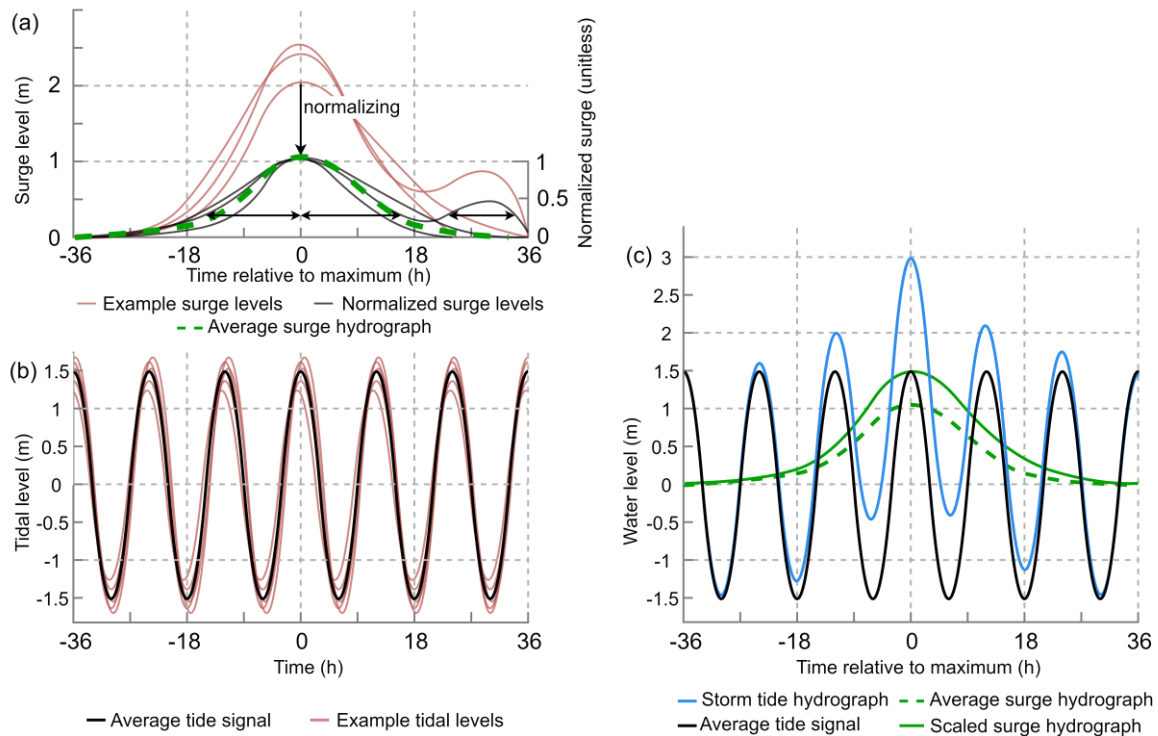 (a)
Surge level (m)
2
1
0
normalizing
1
0.5
0
Normalized surge (unitless)
-36
-18
0
18
36
Time relative to maximum (h)
Example surge levels
Normalized surge levels
Average surge hydrograph
(b)
Tidal level (m)
1.5
1
0.5
0
-0.5
-1
-1.5
-36
-18
0
18
36
Time (h)
Average tide signal
Example tidal levels
(c)
Water level (m)
3
2.5
2
1.5
1
0.5
0
-0.5
-1
-1.5
-36
-18
0
18
36
Time relative to maximum (h)
Storm tide hydrograph
Average surge hydrograph
Average tide signal
Scaled surge hydrograph